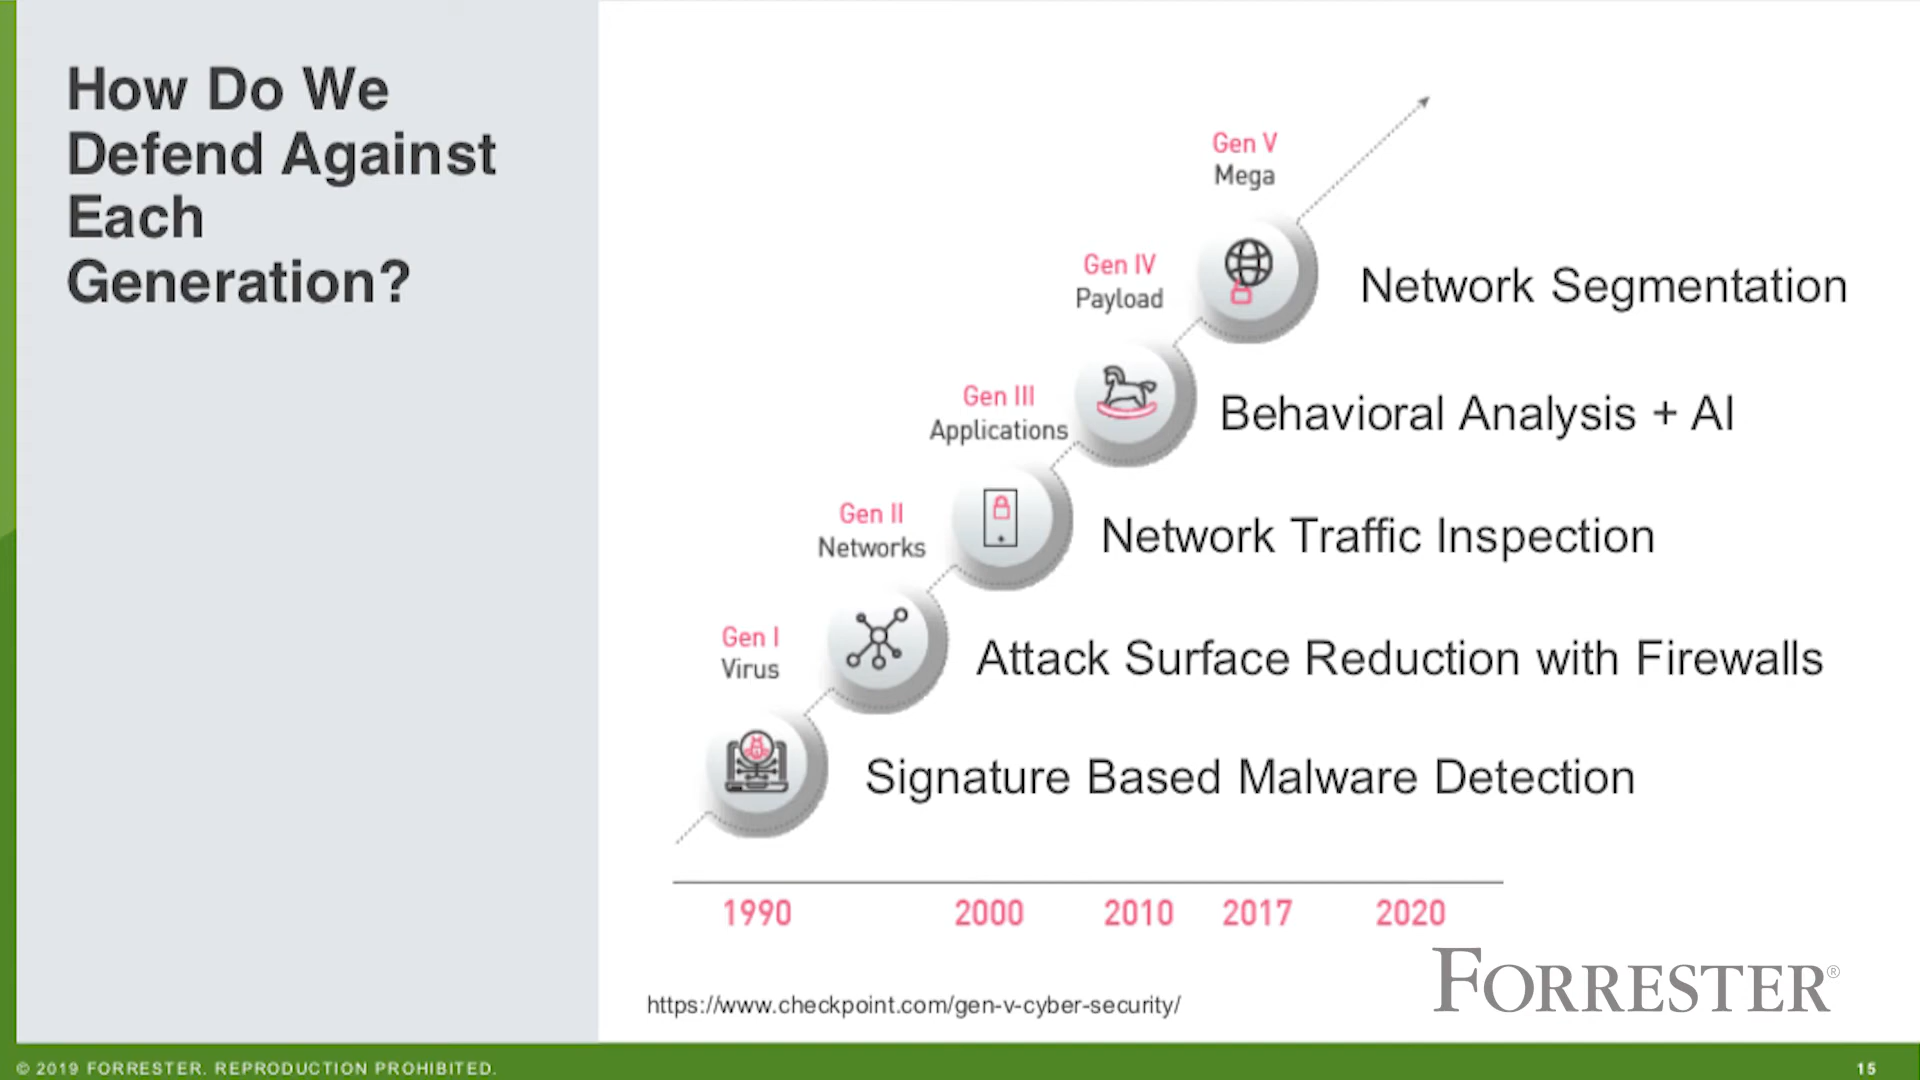 How Do We
Defend Against
Each
Generation?
Gen V
Mega
Gen IV
Payload
Network Segmentation
Gen III
Applications
Behavioral Analysis + AI
Gen II
Networks
Network Traffic Inspection
Gen I
Virus
Attack Surface Reduction with Firewalls
Signature Based Malware Detection
1990 2000 2010 2017 2020
https://www.checkpoint.com/gen-v-cyber-security/
FORRESTER®
© 2019 FORRESTER. REPRODUCTION PROHIBITED.
15